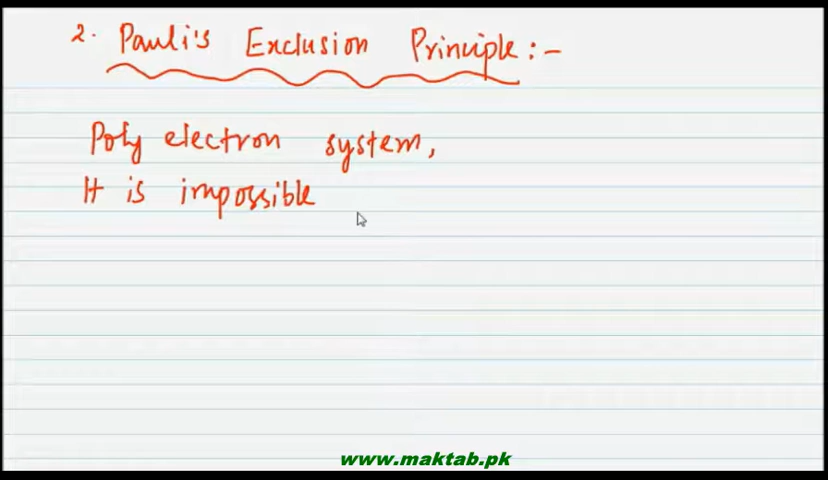 2. Pauli's Exclusion Principle :-
Poly electron system,
It is impossible
www.maktab.pk